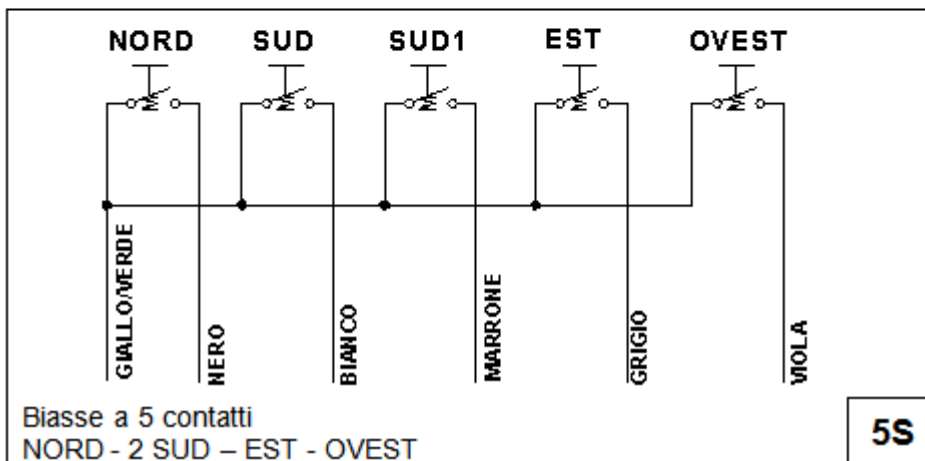 NORD SUD SUD1 EST OVEST
GIALLO/VERDE
NERO
BIANCO
MARRONE
GRIGIO
VIOLA
Biasse a 5 contatti
NORD - 2 SUD – EST - OVEST
5S